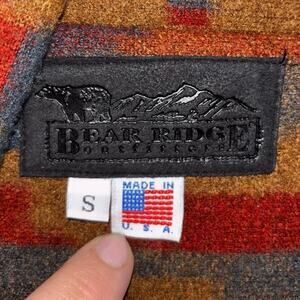 BEAR RIDGE
OUTFITTERS
S
MADE IN
U. S. A.